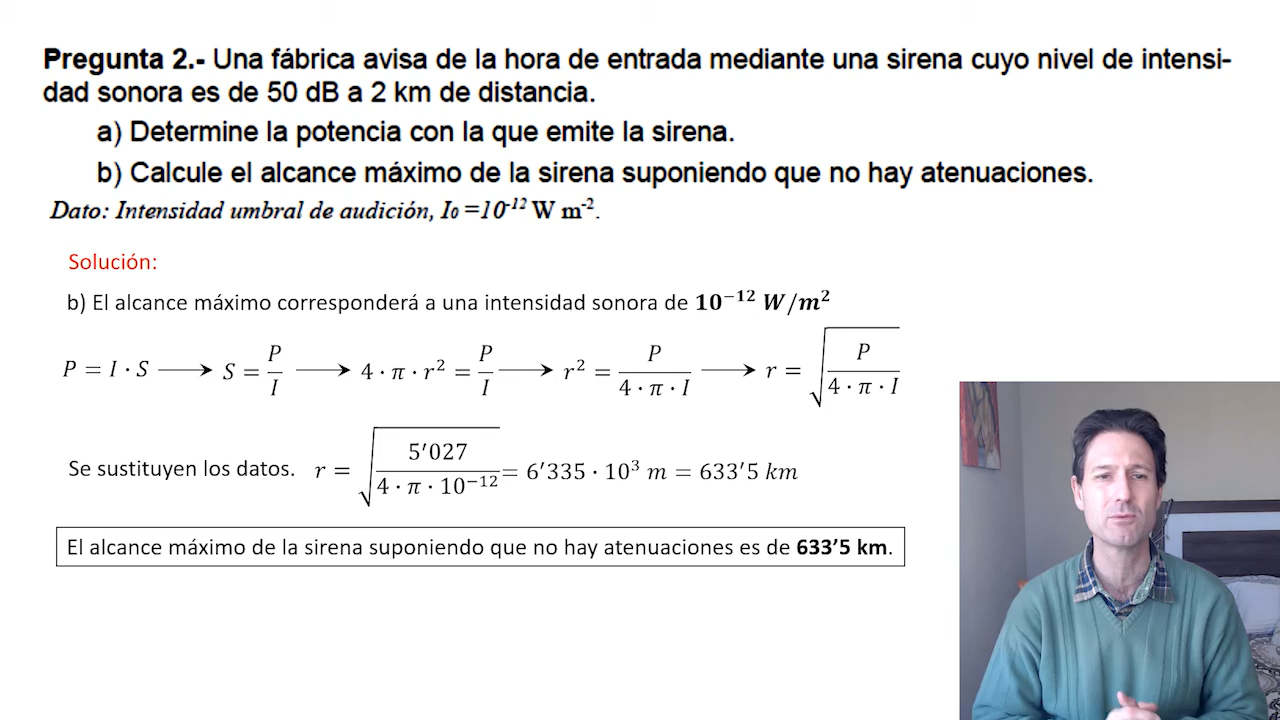 Pregunta 2.- Una fábrica avisa de la hora de entrada mediante una sirena cuyo nivel de intensi-
dad sonora es de 50 dB a 2 km de distancia.
a) Determine la potencia con la que emite la sirena.
b) Calcule el alcance máximo de la sirena suponiendo que no hay atenuaciones.
Dato: Intensidad umbral de audición, I₀ =10⁻¹² W m⁻².
Solución:
b) El alcance máximo corresponderá a una intensidad sonora de 10⁻¹² W/m²
P = I · S ⟶ S = P/I ⟶ 4 · π · r² = P/I ⟶ r² = P/(4 · π · I) ⟶ r = √(P/(4 · π · I))
Se sustituyen los datos. r = √(5'027/(4 · π · 10⁻¹²)) = 6'335 · 10³ m = 633'5 km
El alcance máximo de la sirena suponiendo que no hay atenuaciones es de 633'5 km.